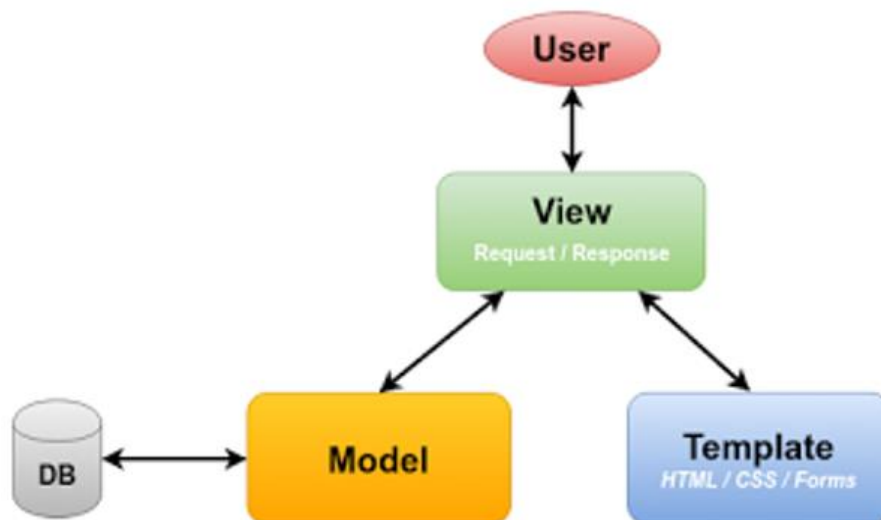 User
View
Request / Response
DB
Model
Template
HTML / CSS / Forms